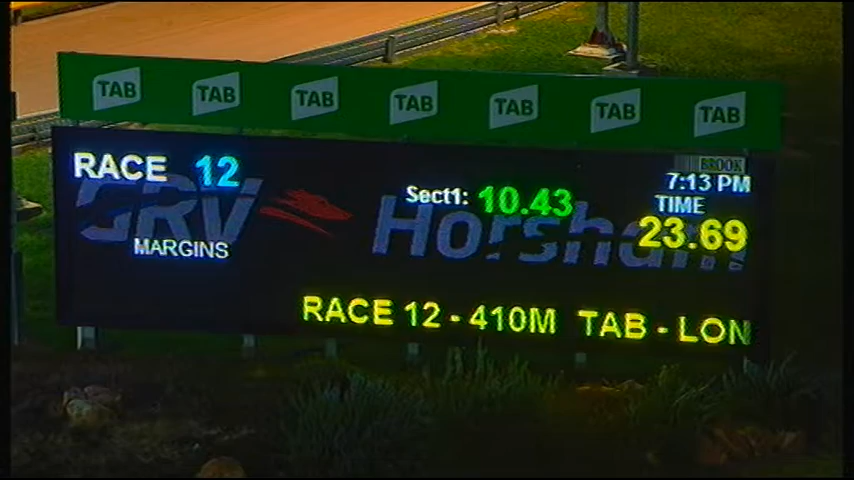 TAB TAB TAB TAB TAB TAB TAB
BROOK
RACE 12
7:13 PM
Sect1: 10.43
TIME
GRV
Horsham
23.69
MARGINS
RACE 12 - 410M TAB - LON